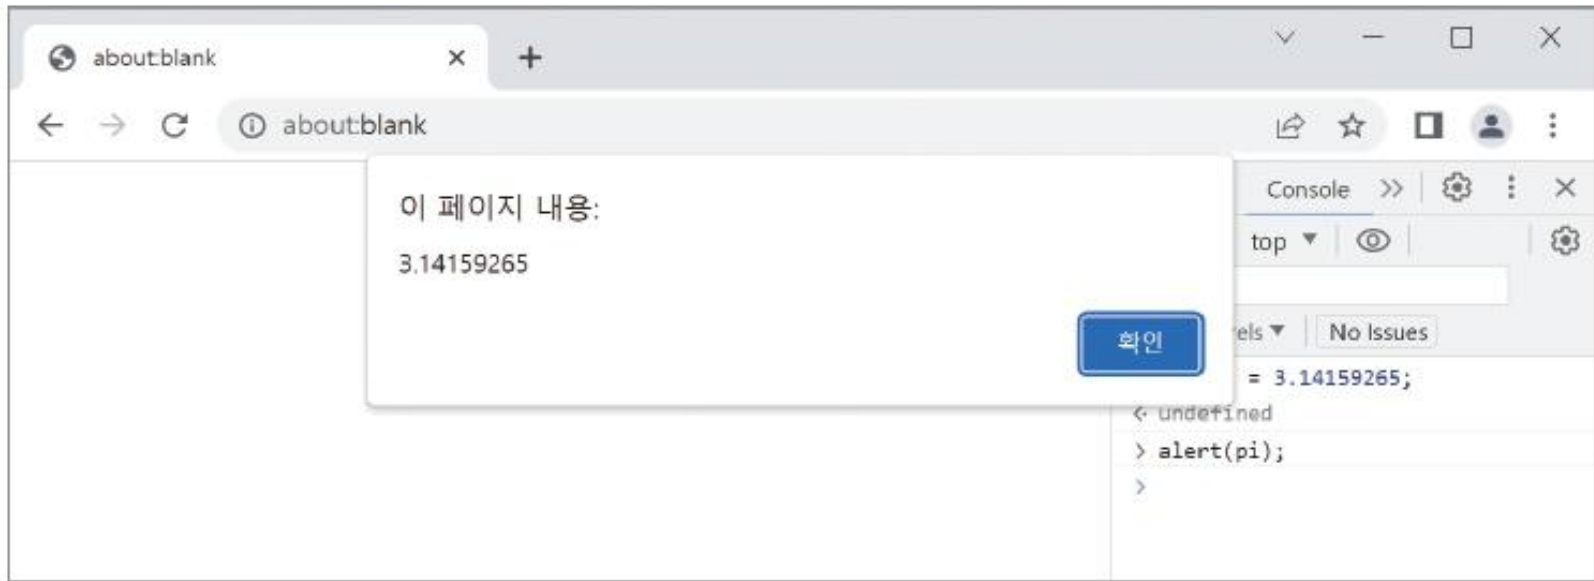 about:blank
about:blank
이 페이지 내용:
3.14159265
확인
Console
top
No Issues
= 3.14159265;
undefined
> alert(pi);
>